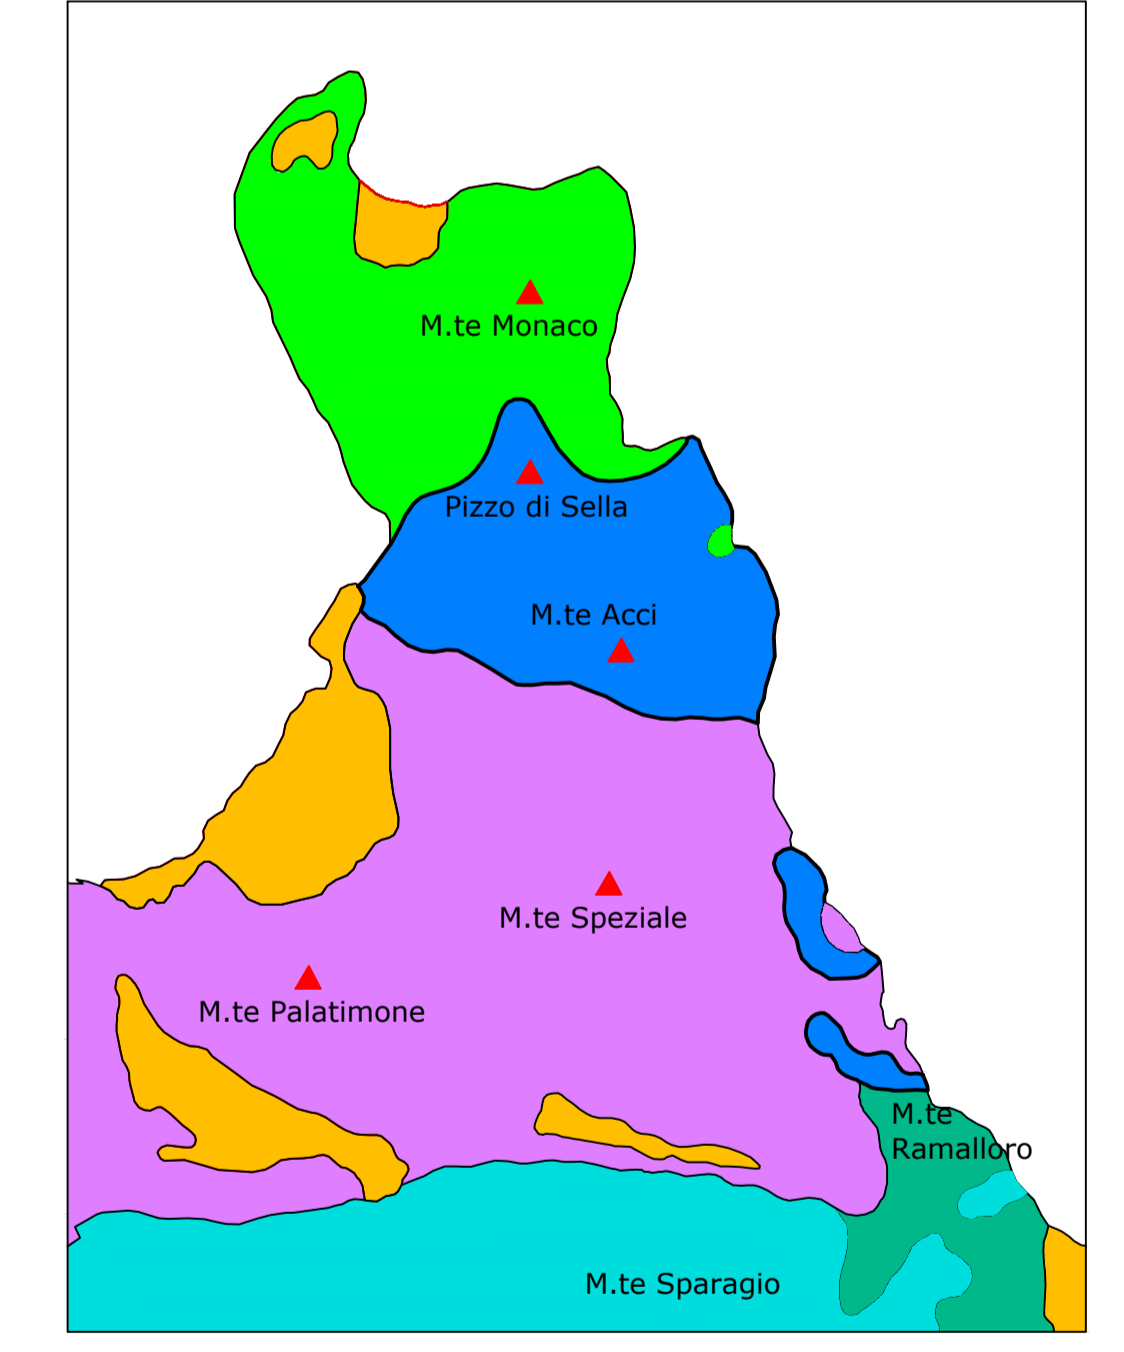 M.te Monaco
Pizzo di Sella
M.te Acci
M.te Speziale
M.te Palatimone
M.te
Ramalloro
M.te Sparagio